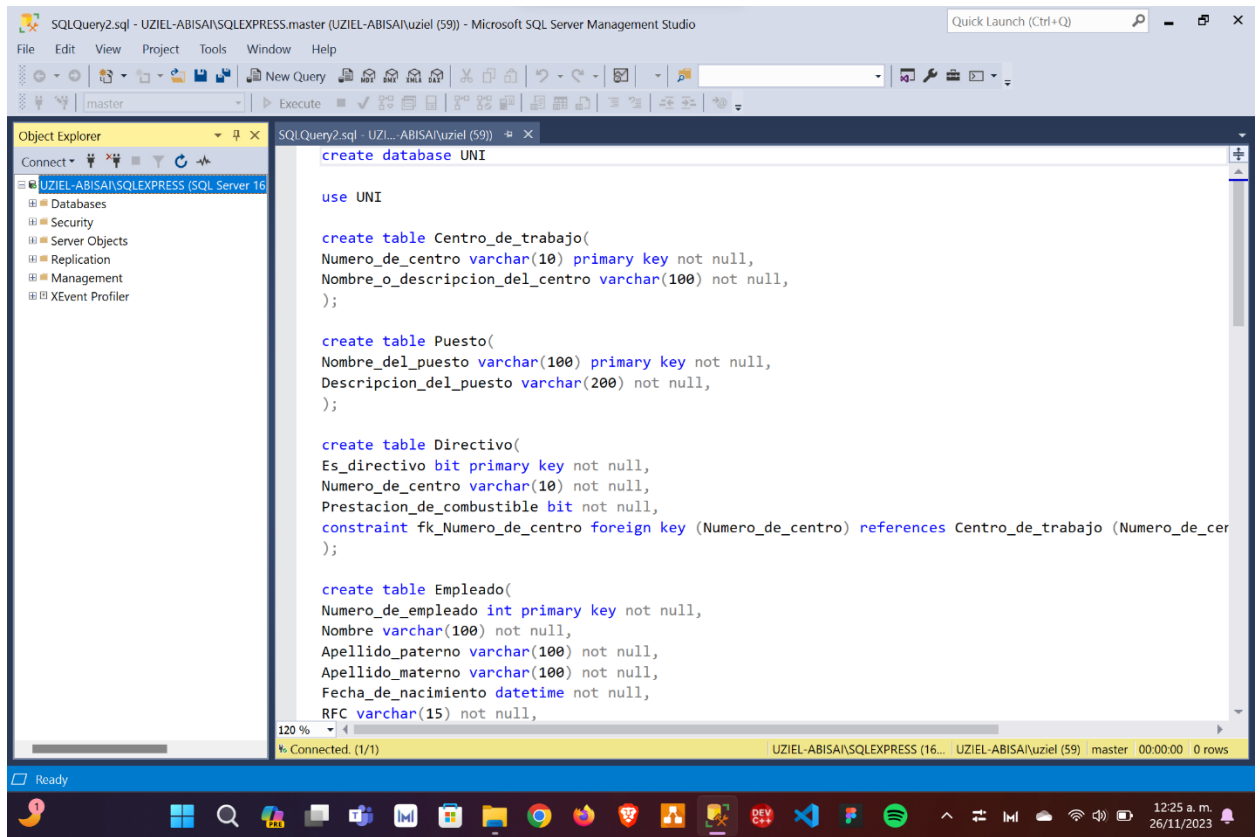 SQLQuery2.sql - UZIEL-ABISAI\SQLEXPRESS.master (UZIEL-ABISAI\uziel (59)) - Microsoft SQL Server Management Studio
Quick Launch (Ctrl+Q)
File Edit View Project Tools Window Help
New Query
MDX DMX XMLA DAX
master
Execute
Object Explorer
SQLQuery2.sql - UZI...-ABISAI\uziel (59))
Connect
UZIEL-ABISAI\SQLEXPRESS (SQL Server 16
Databases
Security
Server Objects
Replication
Management
XEvent Profiler
create database UNI
use UNI
create table Centro_de_trabajo(
Numero_de_centro varchar(10) primary key not null,
Nombre_o_descripcion_del_centro varchar(100) not null,
);
create table Puesto(
Nombre_del_puesto varchar(100) primary key not null,
Descripcion_del_puesto varchar(200) not null,
);
create table Directivo(
Es_directivo bit primary key not null,
Numero_de_centro varchar(10) not null,
Prestacion_de_combustible bit not null,
constraint fk_Numero_de_centro foreign key (Numero_de_centro) references Centro_de_trabajo (Numero_de_cer
);
create table Empleado(
Numero_de_empleado int primary key not null,
Nombre varchar(100) not null,
Apellido_paterno varchar(100) not null,
Apellido_materno varchar(100) not null,
Fecha_de_nacimiento datetime not null,
RFC varchar(15) not null,
120 %
Connected. (1/1)
UZIEL-ABISAI\SQLEXPRESS (16... UZIEL-ABISAI\uziel (59) master 00:00:00 0 rows
Ready
1
PRE
DEV C++
12:25 a. m.
26/11/2023